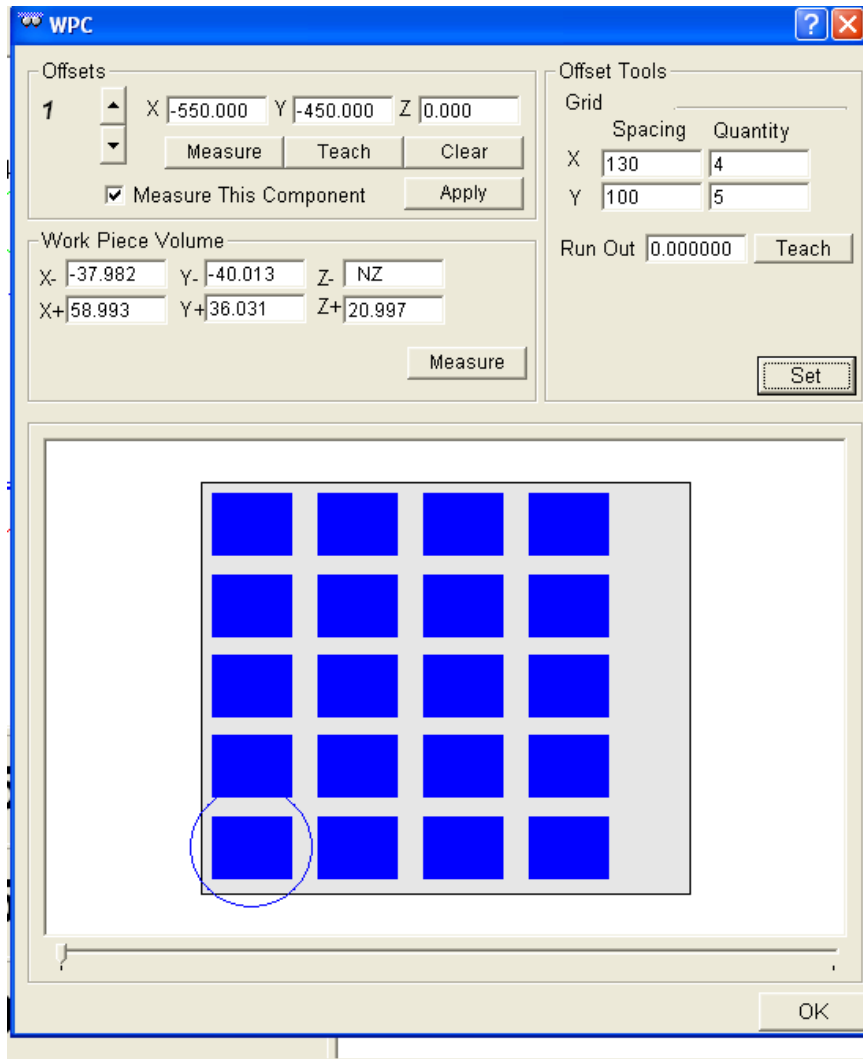 WPC
Offsets
1 X -550.000 Y -450.000 Z 0.000
Measure Teach Clear
Measure This Component Apply
Work Piece Volume
X- -37.982 Y- -40.013 Z- NZ
X+ 58.993 Y+ 36.031 Z+ 20.997
Measure
Offset Tools
Grid
Spacing Quantity
X 130 4
Y 100 5
Run Out 0.000000 Teach
Set
OK